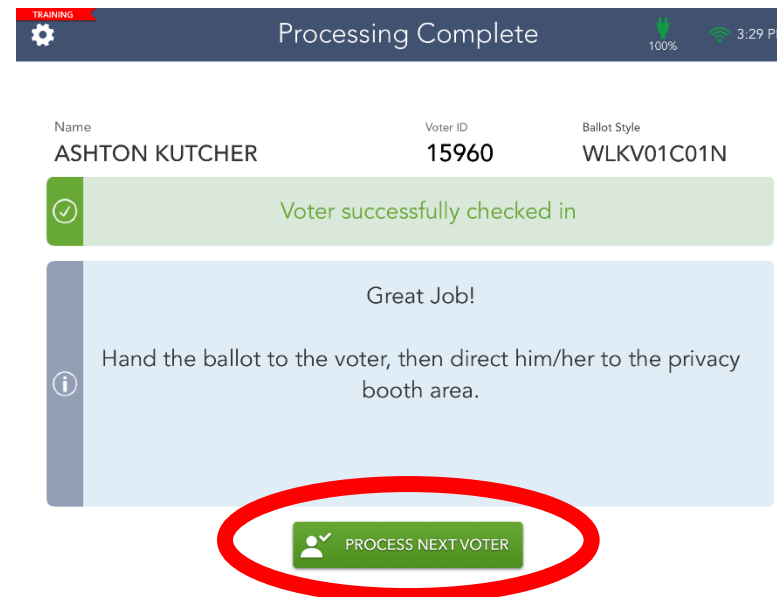 TRAINING
Processing Complete
100%
3:29 P
Name
Voter ID
Ballot Style
ASHTON KUTCHER
15960
WLKV01C01N
Voter successfully checked in
Great Job!
Hand the ballot to the voter, then direct him/her to the privacy
booth area.
PROCESS NEXT VOTER